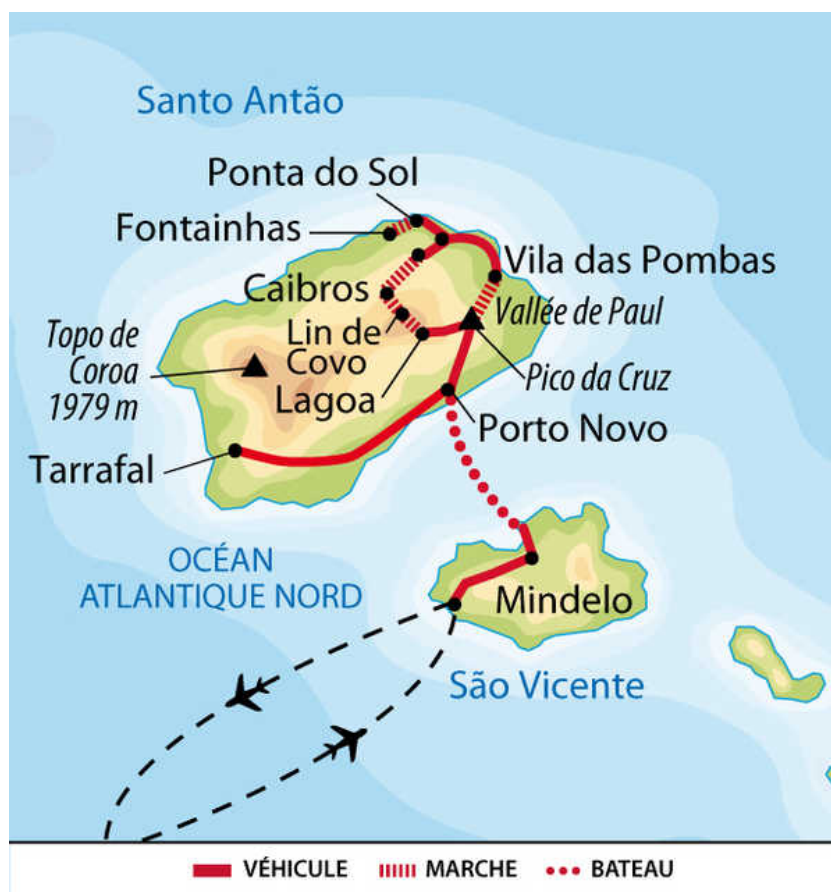 Santo Antão
Ponta do Sol
Fontainhas
Vila das Pombas
Caibros
Vallée de Paul
Topo de
Coroa
1979 m
Lin de
Covo
Pico da Cruz
Lagoa
Porto Novo
Tarrafal
OCÉAN
ATLANTIQUE NORD
Mindelo
São Vicente
VÉHICULE MARCHE BATEAU